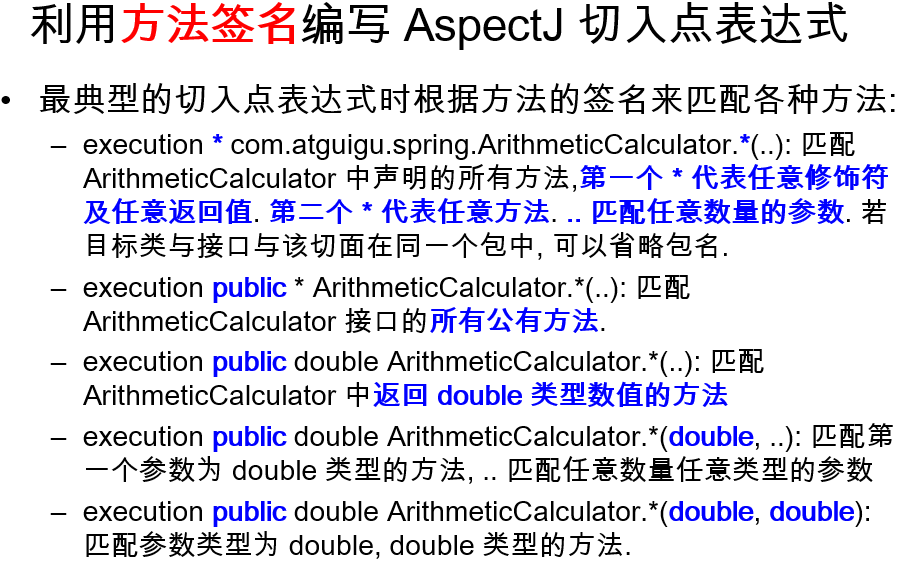 利用方法签名编写 AspectJ 切入点表达式
• 最典型的切入点表达式时根据方法的签名来匹配各种方法:
– execution * com.atguigu.spring.ArithmeticCalculator.*(..): 匹配
ArithmeticCalculator 中声明的所有方法,第一个 * 代表任意修饰符
及任意返回值. 第二个 * 代表任意方法. .. 匹配任意数量的参数. 若
目标类与接口与该切面在同一个包中, 可以省略包名.
– execution public * ArithmeticCalculator.*(..): 匹配
ArithmeticCalculator 接口的所有公有方法.
– execution public double ArithmeticCalculator.*(..): 匹配
ArithmeticCalculator 中返回 double 类型数值的方法
– execution public double ArithmeticCalculator.*(double, ..): 匹配第
一个参数为 double 类型的方法, .. 匹配任意数量任意类型的参数
– execution public double ArithmeticCalculator.*(double, double):
匹配参数类型为 double, double 类型的方法.